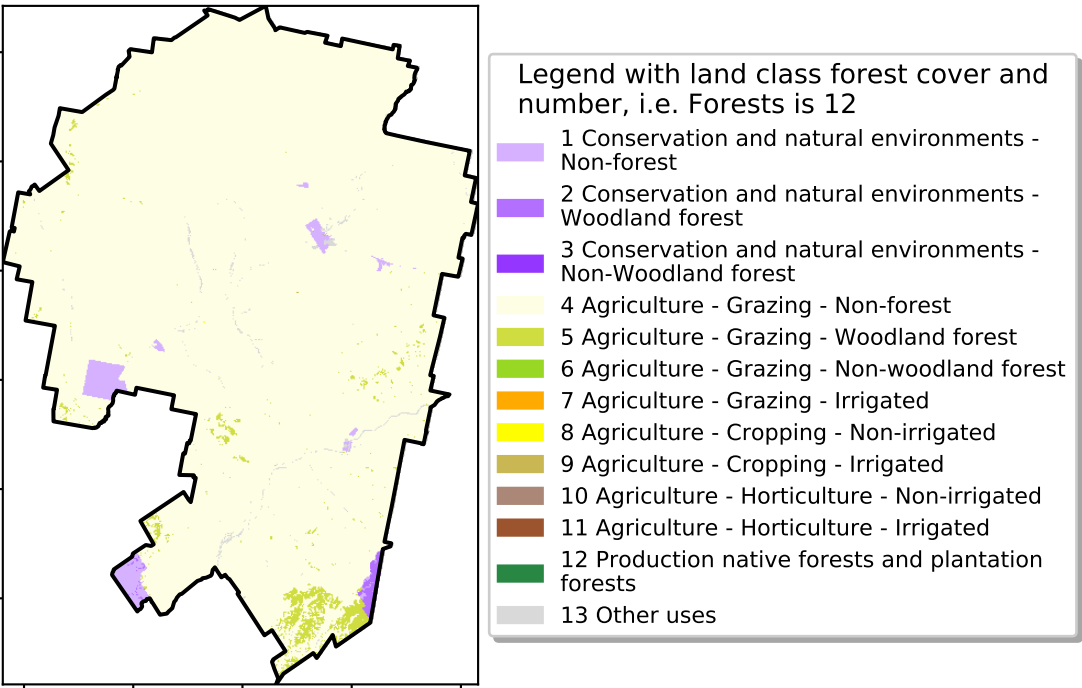 Legend with land class forest cover and
number, i.e. Forests is 12
1 Conservation and natural environments -
Non-forest
2 Conservation and natural environments -
Woodland forest
3 Conservation and natural environments -
Non-Woodland forest
4 Agriculture - Grazing - Non-forest
5 Agriculture - Grazing - Woodland forest
6 Agriculture - Grazing - Non-woodland forest
7 Agriculture - Grazing - Irrigated
8 Agriculture - Cropping - Non-irrigated
9 Agriculture - Cropping - Irrigated
10 Agriculture - Horticulture - Non-irrigated
11 Agriculture - Horticulture - Irrigated
12 Production native forests and plantation
forests
13 Other uses